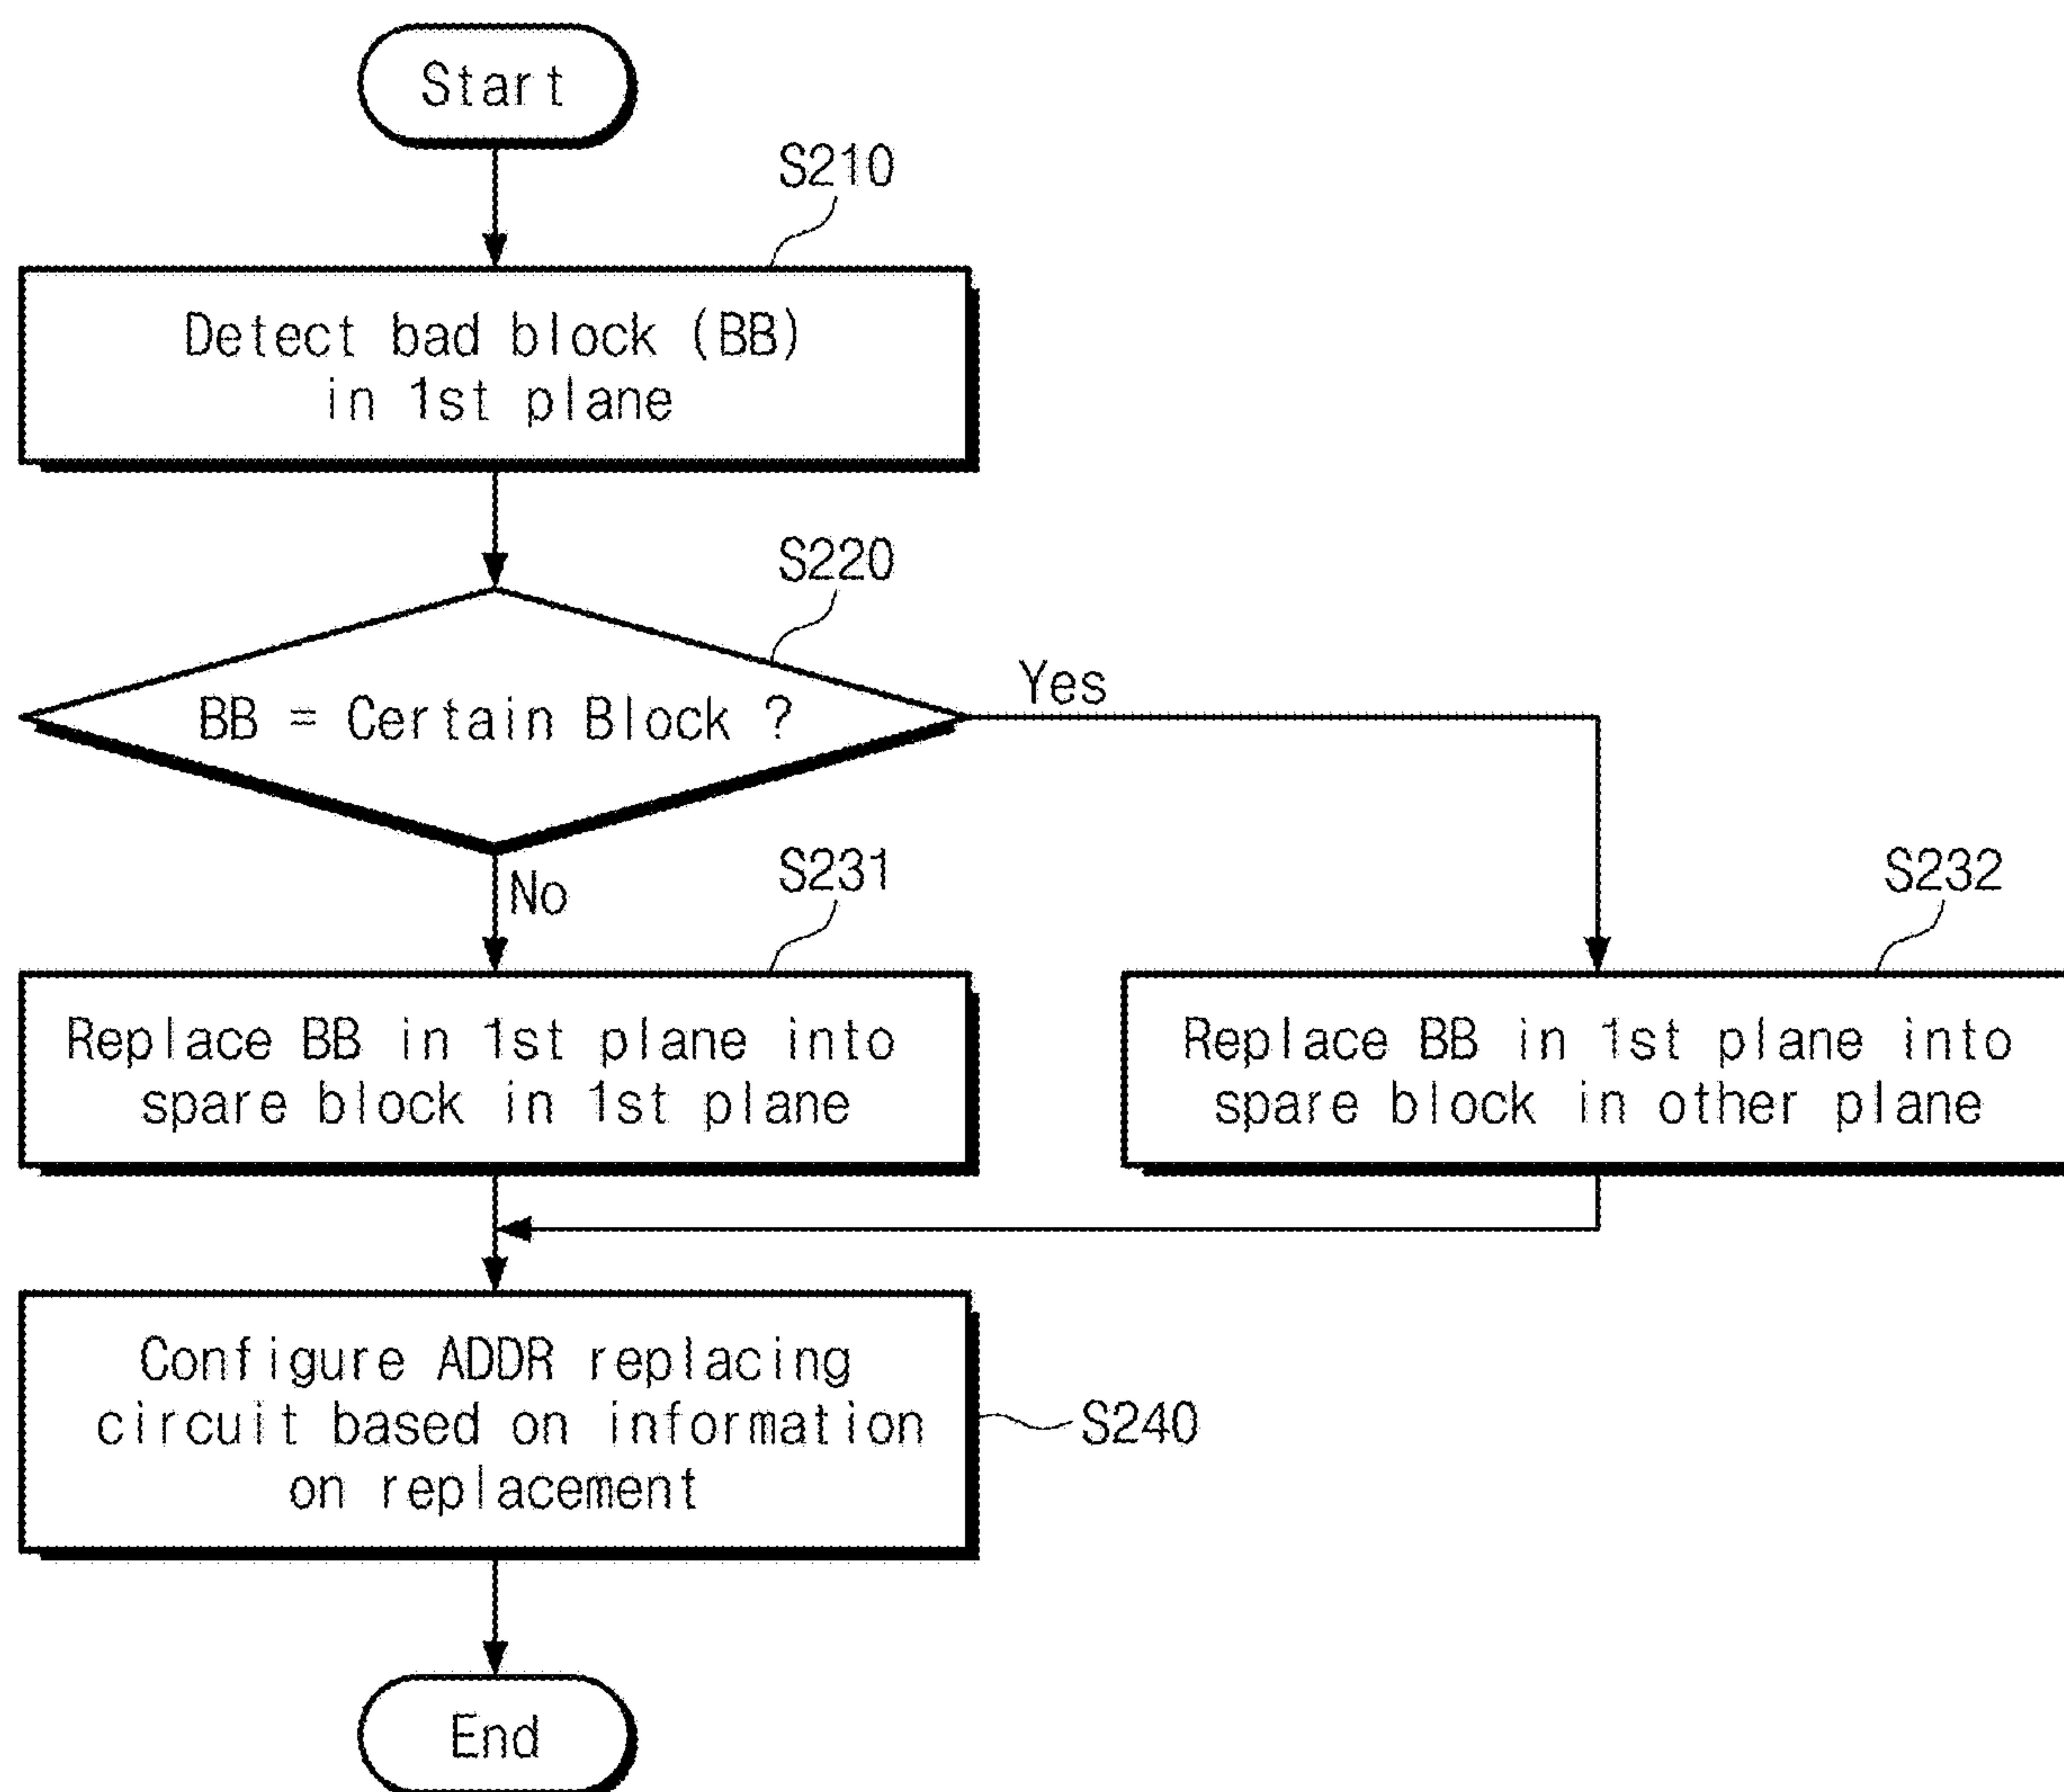 Start
S210
Detect bad block (BB)
in 1st plane
S220
BB = Certain Block ?
Yes
No
S231
S232
Replace BB in 1st plane into
spare block in 1st plane
Replace BB in 1st plane into
spare block in other plane
Configure ADDR replacing
circuit based on information
on replacement
S240
End